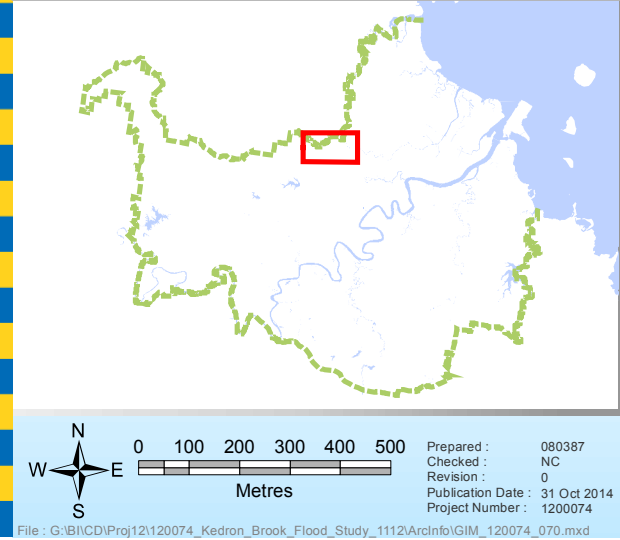 N
W E
S
0 100 200 300 400 500
Metres
Prepared : 080387
Checked : NC
Revision : 0
Publication Date : 31 Oct 2014
Project Number : 1200074
File : G:\BI\CD\Proj12\120074_Kedron_Brook_Flood_Study_1112\ArcInfo\GIM_120074_070.mxd